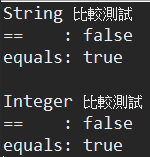 String 比較測試
==    : false
equals: true

Integer 比較測試
==    : false
equals: true